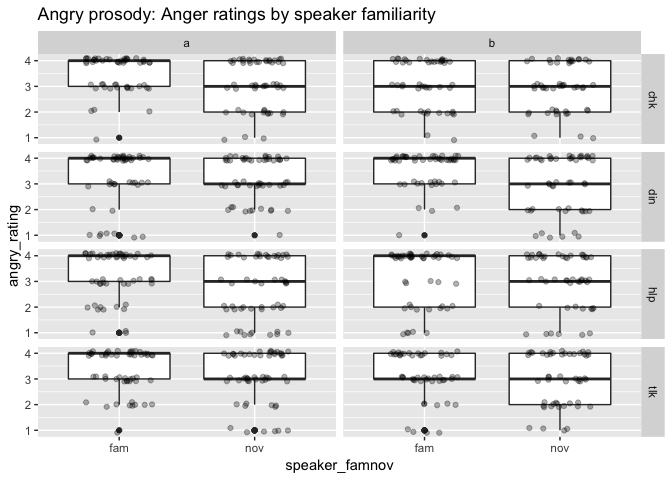 Angry prosody: Anger ratings by speaker familiarity
a b
4
3
2
1
chk
4
3
2
1
din
4
3
2
1
hlp
4
3
2
1
tlk
angry_rating
fam nov fam nov
speaker_famnov